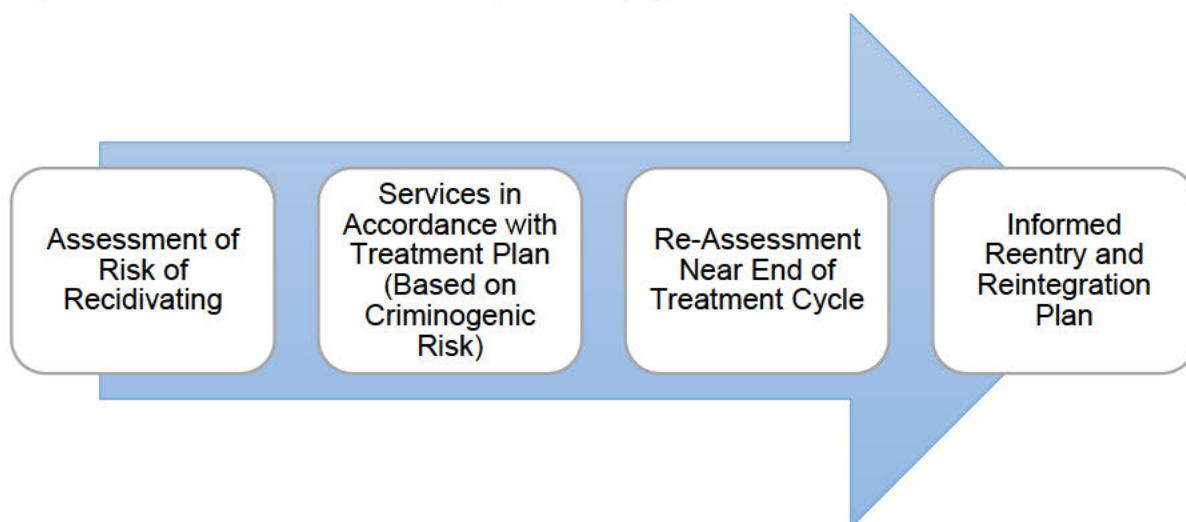 Assessment of
Risk of
Recidivating
Services in
Accordance with
Treatment Plan
(Based on
Criminogenic
Risk)
Re-Assessment
Near End of
Treatment Cycle
Informed
Reentry and
Reintegration
Plan